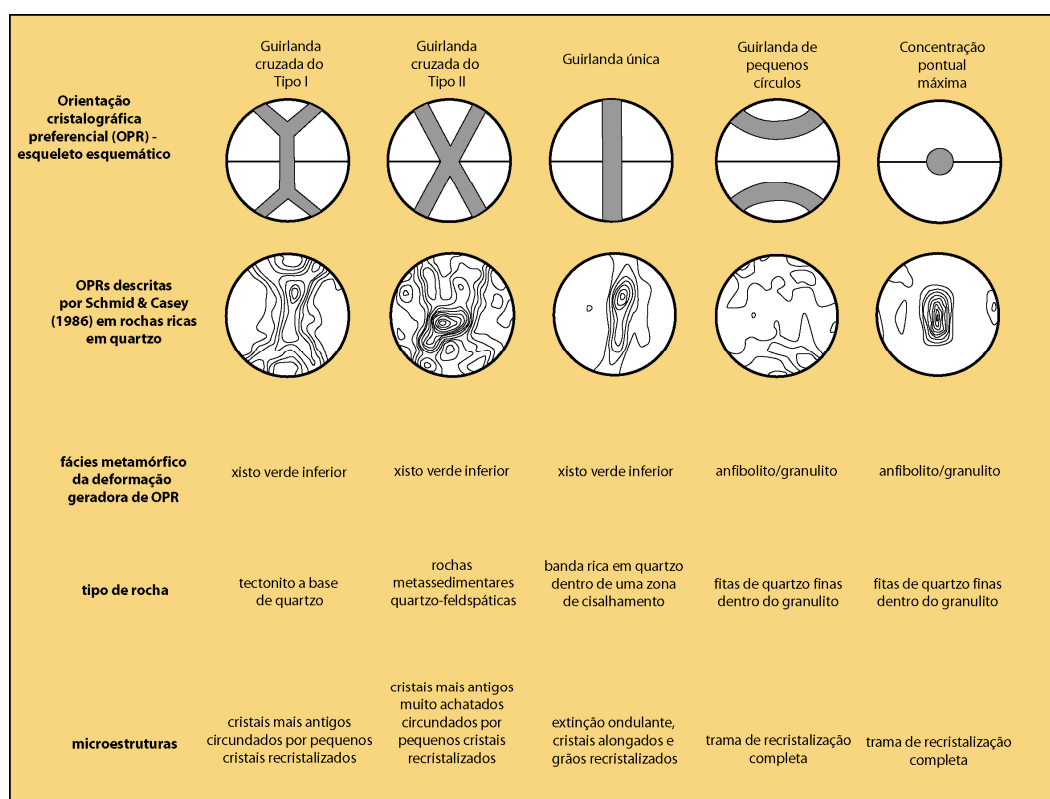 Guirlanda
cruzada do
Tipo I
Guirlanda
cruzada do
Tipo II
Guirlanda única
Guirlanda de
pequenos
círculos
Concentração
pontual
máxima
Orientação
cristalográfica
preferencial (OPR) -
esqueleto esquemático
OPRs descritas
por Schmid & Casey
(1986) em rochas ricas
em quartzo
fácies metamórfico
da deformação
geradora de OPR
xisto verde inferior
xisto verde inferior
xisto verde inferior
anfibolito/granulito
anfibolito/granulito
tipo de rocha
tectonito a base
de quartzo
rochas
metassedimentares
quartzo-feldspáticas
banda rica em quartzo
dentro de uma zona
de cisalhamento
fitas de quartzo finas
dentro do granulito
fitas de quartzo finas
dentro do granulito
microestruturas
cristais mais antigos
circundados por pequenos
cristais recristalizados
cristais mais antigos
muito achatados
circundados por
pequenos cristais
recristalizados
extinção ondulante,
cristais alongados e
grãos recristalizados
trama de recristalização
completa
trama de recristalização
completa